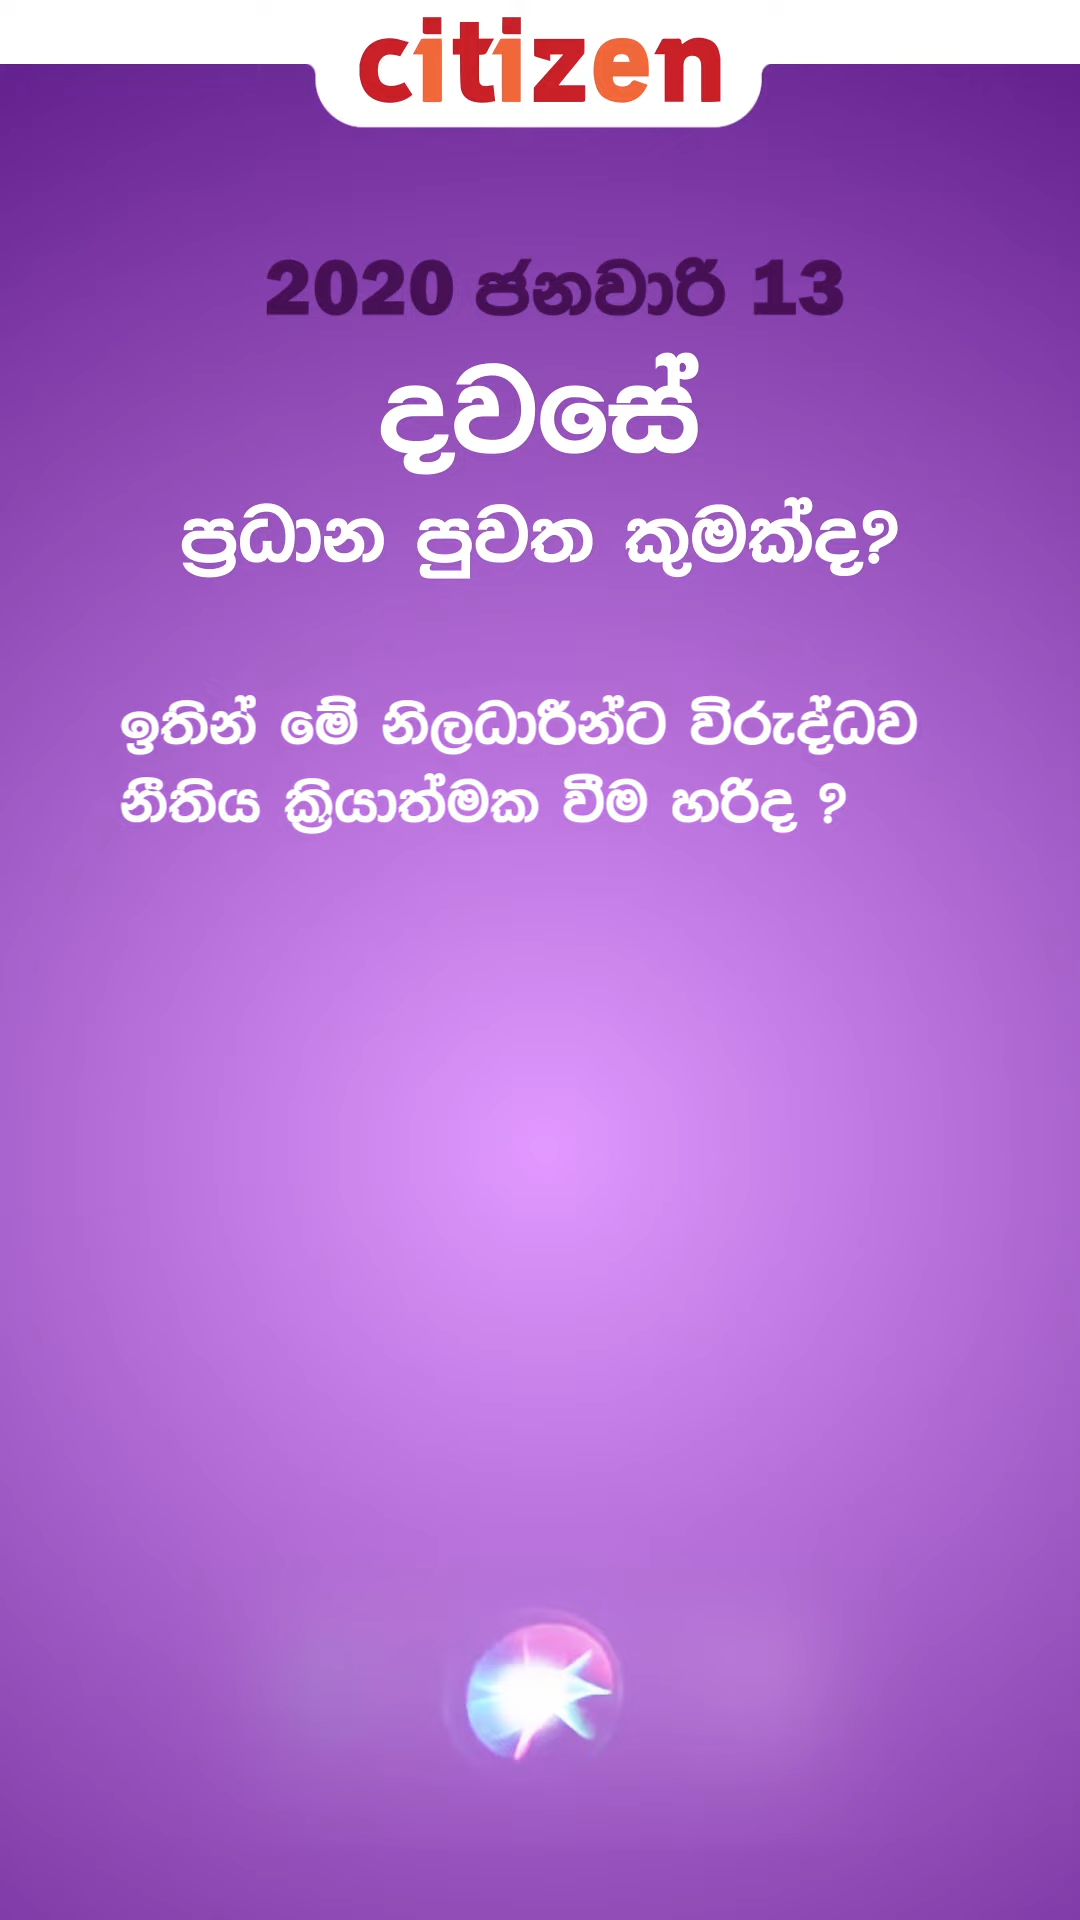 citizen
2020 ජනවාරි 13
දවසේ
ප්‍රධාන පුවත කුමක්ද?
ඉතින් මේ නිලධාරීන්ට විරුද්ධව
නීතිය ක්‍රියාත්මක වීම හරිද ?